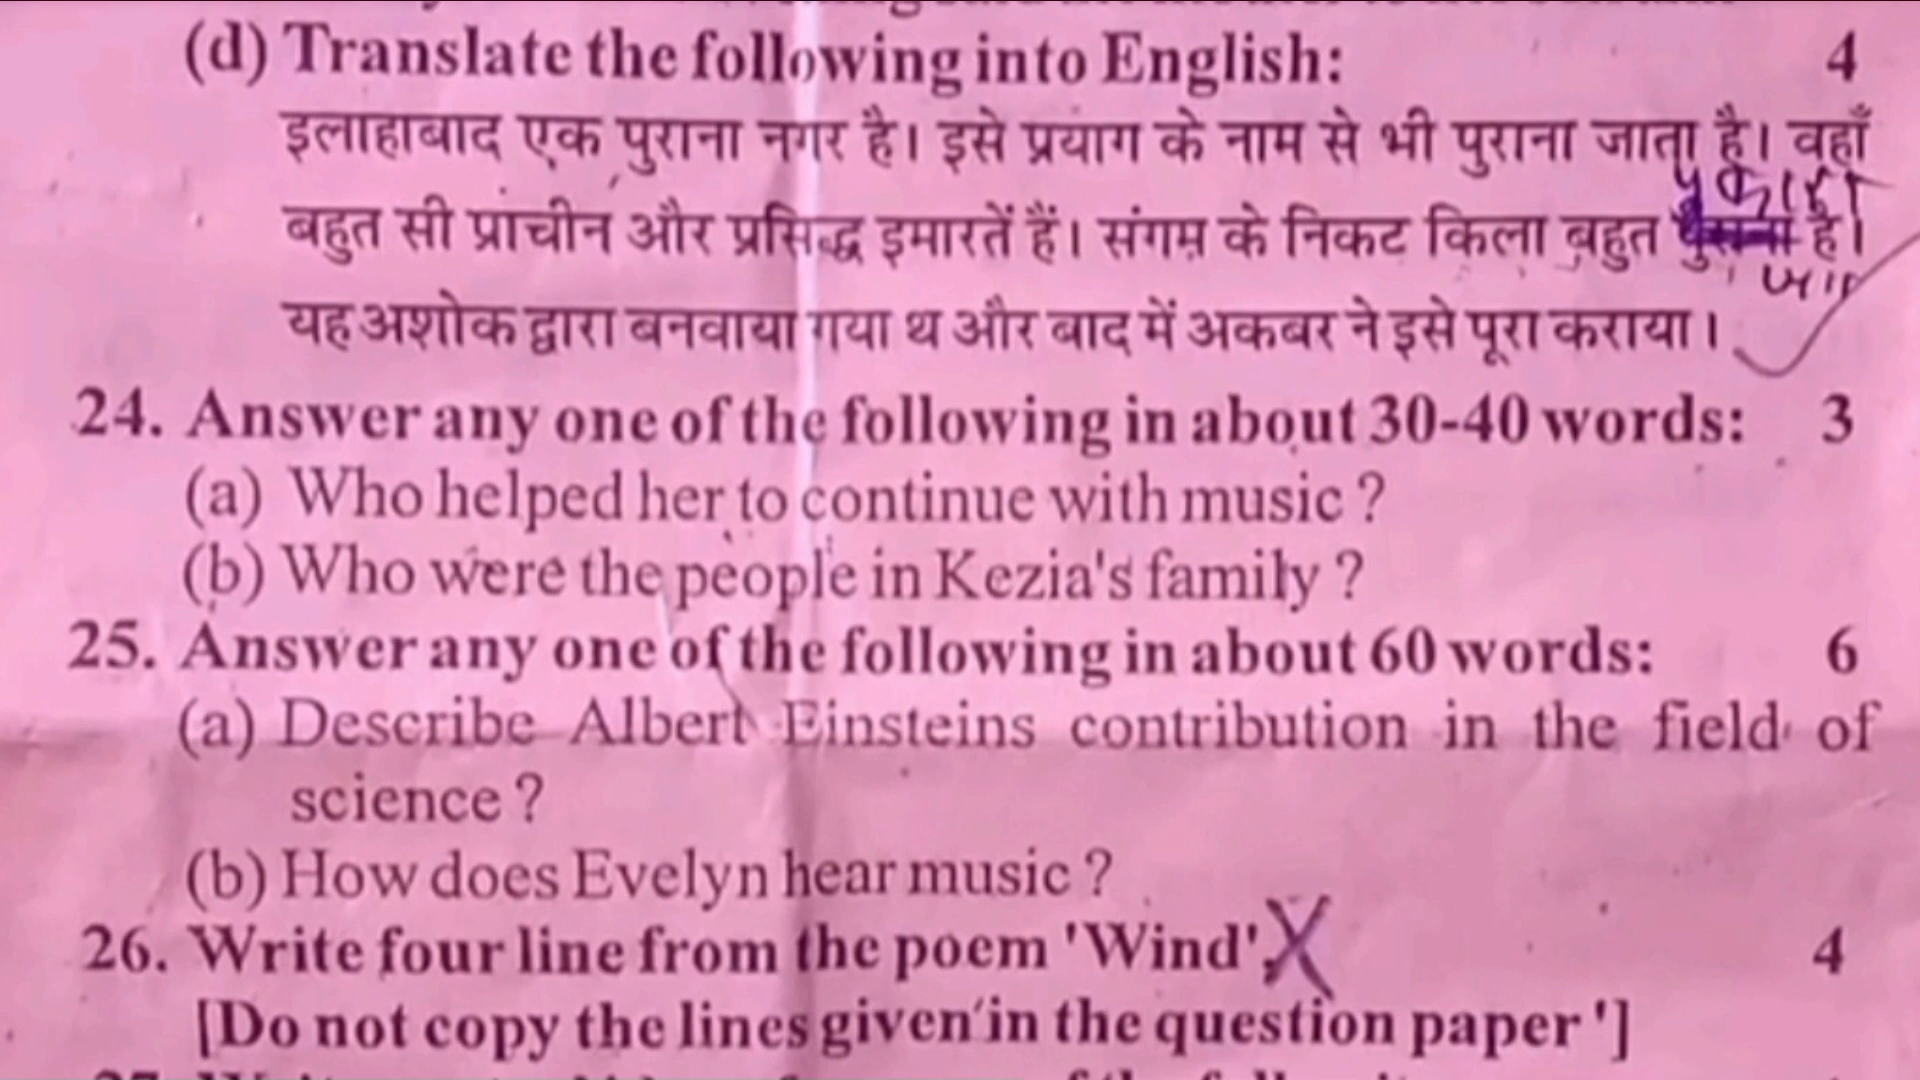 (d) Translate the following into English: 4
इलाहाबाद एक पुराना नगर है। इसे प्रयाग के नाम से भी पुराना जाता है। वहाँ
बहुत सी प्राचीन और प्रसिद्ध इमारतें हैं। संगम के निकट किला बहुत है।
यह अशोक द्वारा बनवाया गया थ और बाद में अकबर ने इसे पूरा कराया।
24. Answer any one of the following in about 30-40 words: 3
(a) Who helped her to continue with music ?
(b) Who were the people in Kezia's family ?
25. Answer any one of the following in about 60 words: 6
(a) Describe Albert Einsteins contribution in the field of
science ?
(b) How does Evelyn hear music ?
26. Write four line from the poem 'Wind'. 4
[Do not copy the lines given in the question paper ']